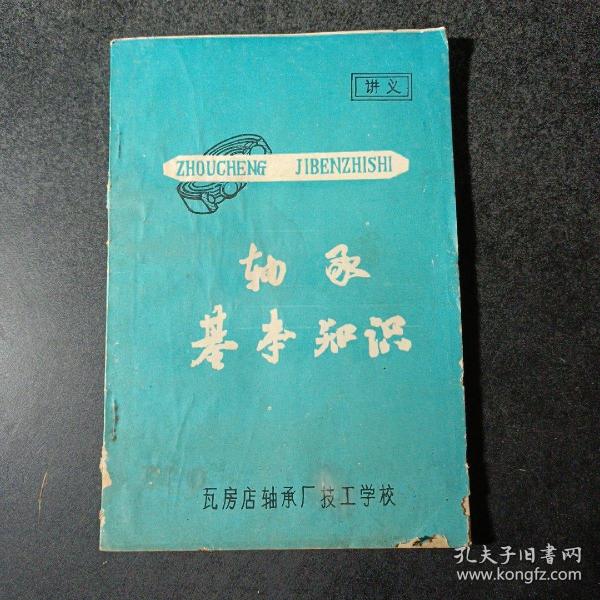 讲义
ZHOUCHENG JIBENZHISHI
轴承
基本知识
瓦房店轴承厂技工学校
孔夫子旧书网
www.kongfz.com